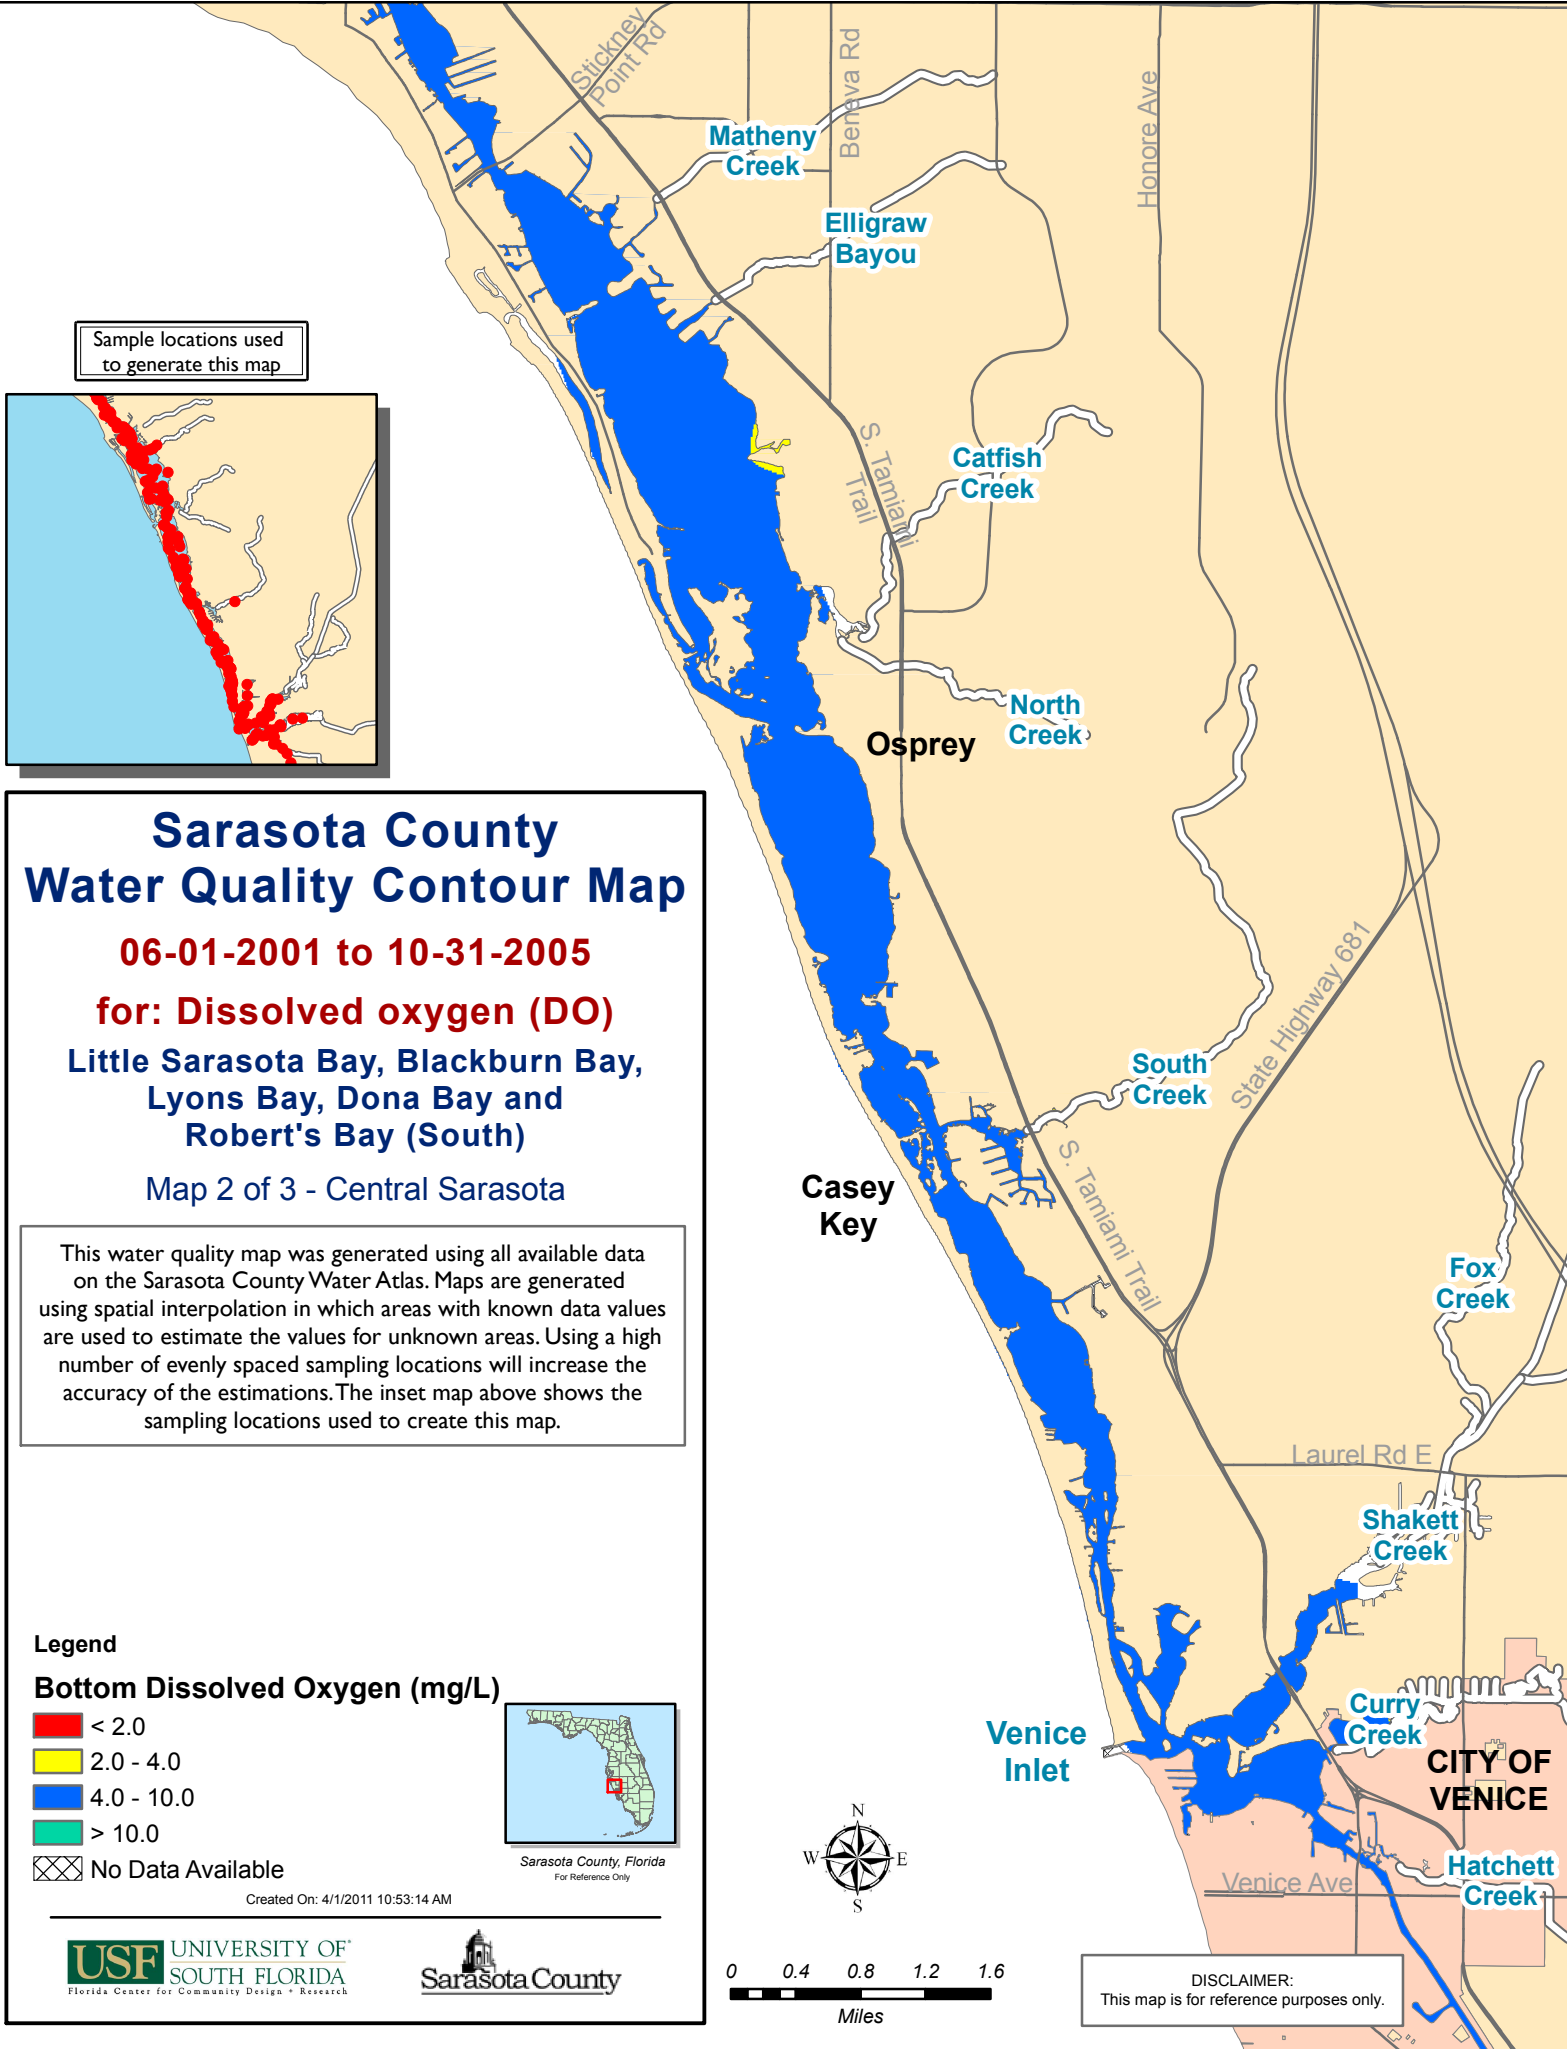 Stickney
Point Rd
Beneva Rd
Honore Ave
Matheny
Creek
Elligraw
Bayou
Sample locations used
to generate this map
S. Tamiami
Trail
Catfish
Creek
North
Creek
Osprey
Sarasota County
Water Quality Contour Map
06-01-2001 to 10-31-2005
for: Dissolved oxygen (DO)
Little Sarasota Bay, Blackburn Bay,
Lyons Bay, Dona Bay and
Robert's Bay (South)
Map 2 of 3 - Central Sarasota
This water quality map was generated using all available data
on the Sarasota County Water Atlas. Maps are generated
using spatial interpolation in which areas with known data values
are used to estimate the values for unknown areas. Using a high
number of evenly spaced sampling locations will increase the
accuracy of the estimations. The inset map above shows the
sampling locations used to create this map.
State Highway 681
South
Creek
S. Tamiami Trail
Casey
Key
Fox
Creek
Laurel Rd E
Shakett
Creek
Curry
Creek
Venice
Inlet
CITY OF
VENICE
Hatchett
Creek
Venice Ave
Legend
Bottom Dissolved Oxygen (mg/L)
< 2.0
2.0 - 4.0
4.0 - 10.0
> 10.0
No Data Available
Sarasota County, Florida
For Reference Only
Created On: 4/1/2011 10:53:14 AM
USF UNIVERSITY OF
SOUTH FLORIDA
Florida Center for Community Design + Research
Sarasota County
N
W E
S
0 0.4 0.8 1.2 1.6
Miles
DISCLAIMER:
This map is for reference purposes only.